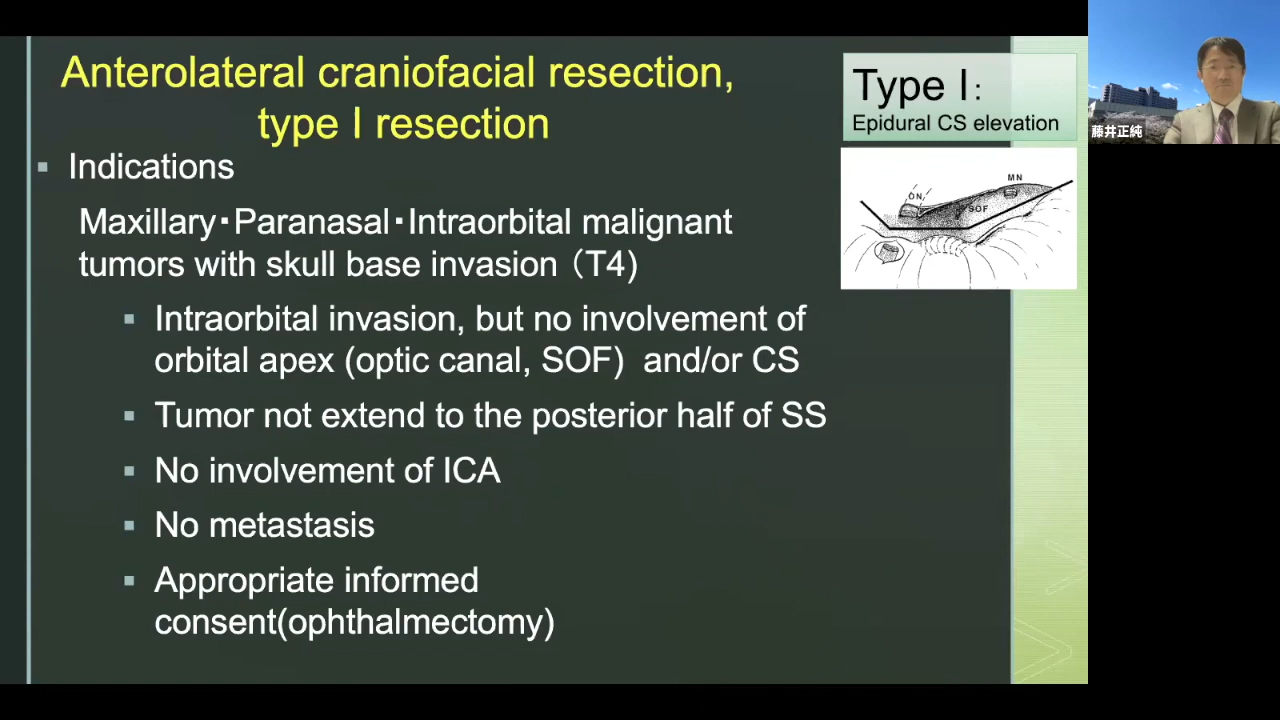 Anterolateral craniofacial resection,
type I resection
Type I：
Epidural CS elevation
▪ Indications
Maxillary・Paranasal・Intraorbital malignant
tumors with skull base invasion（T4）
▪ Intraorbital invasion, but no involvement of
orbital apex (optic canal, SOF) and/or CS
▪ Tumor not extend to the posterior half of SS
▪ No involvement of ICA
▪ No metastasis
▪ Appropriate informed
consent(ophthalmectomy)
MN
ON
SOF
藤井正純